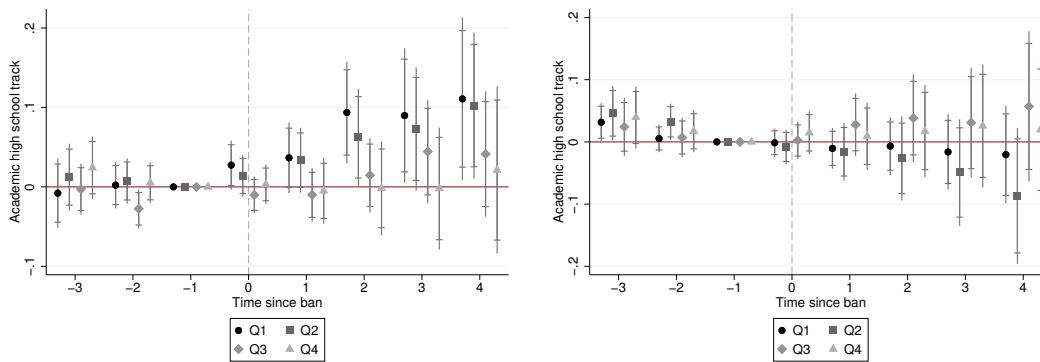 Academic high school track
.2
.1
0
-.1
−3 −2 −1 0 1 2 3 4
Time since ban
Q1 Q2
Q3 Q4
Academic high school track
.2
.1
0
-.1
-.2
−3 −2 −1 0 1 2 3 4
Time since ban
Q1 Q2
Q3 Q4